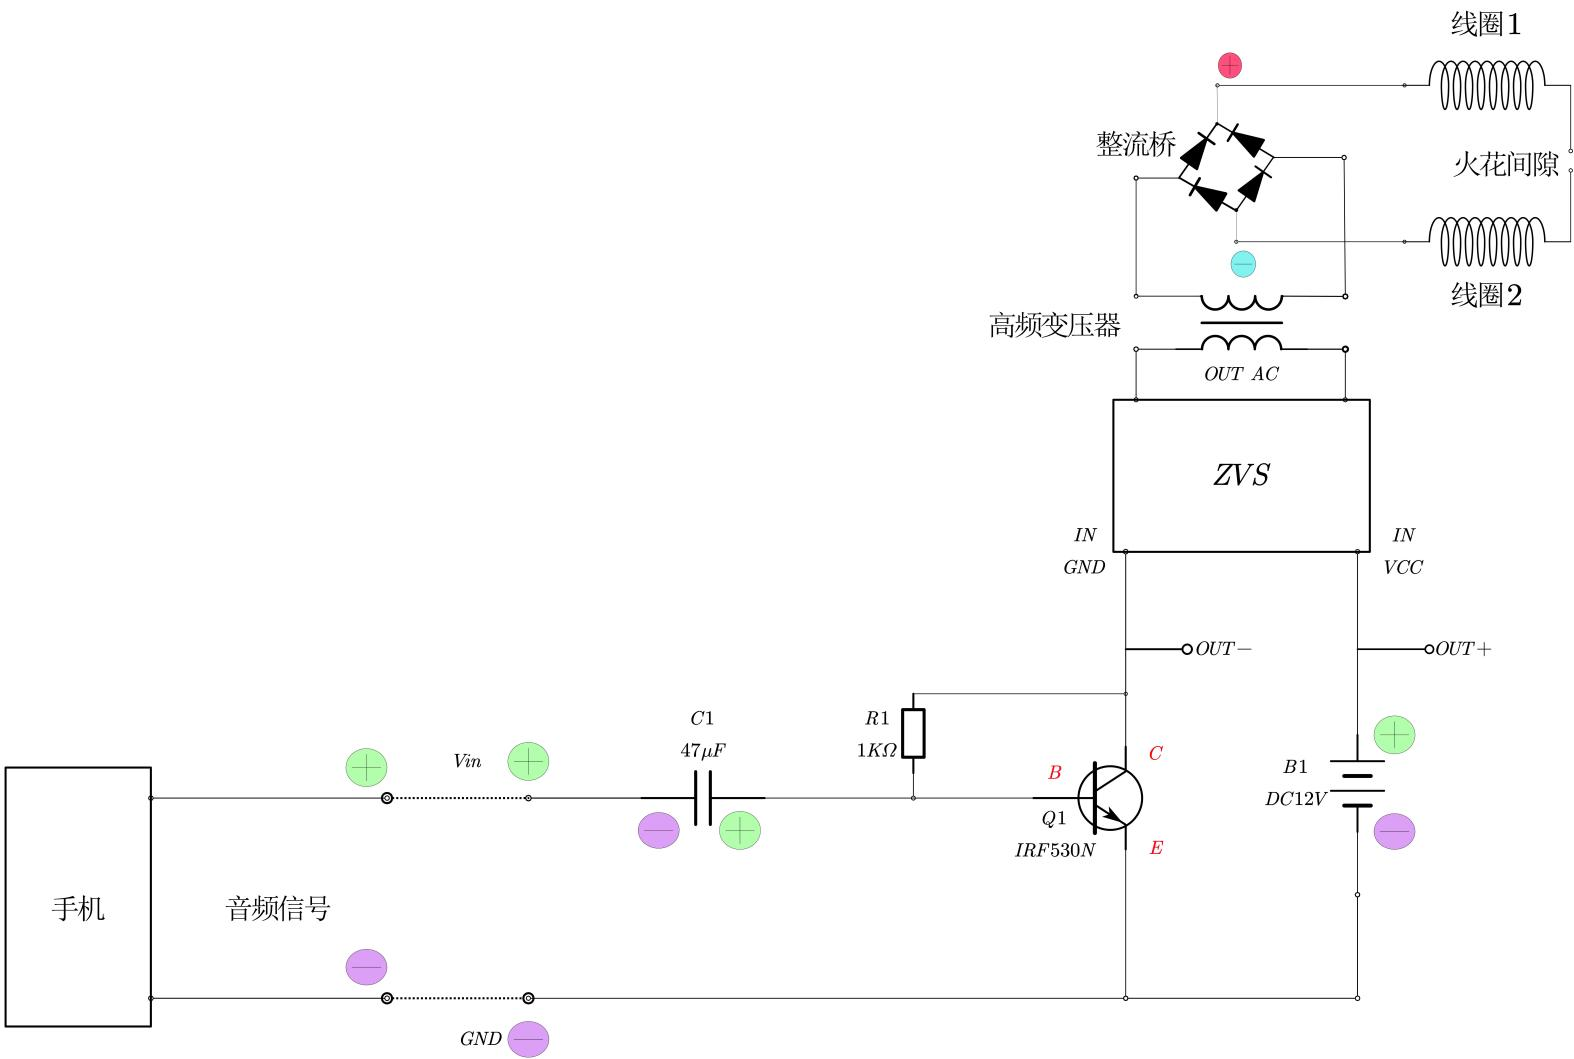 线圈1
+
整流桥
火花间隙
−
线圈2
高频变压器
OUT AC
ZVS
IN
GND
IN
VCC
OUT−
OUT+
C1
47μF
R1
1KΩ
+
Vin
+
−
+
B
C
Q1
IRF530N
E
B1
DC12V
+
−
手机
音频信号
−
GND
−